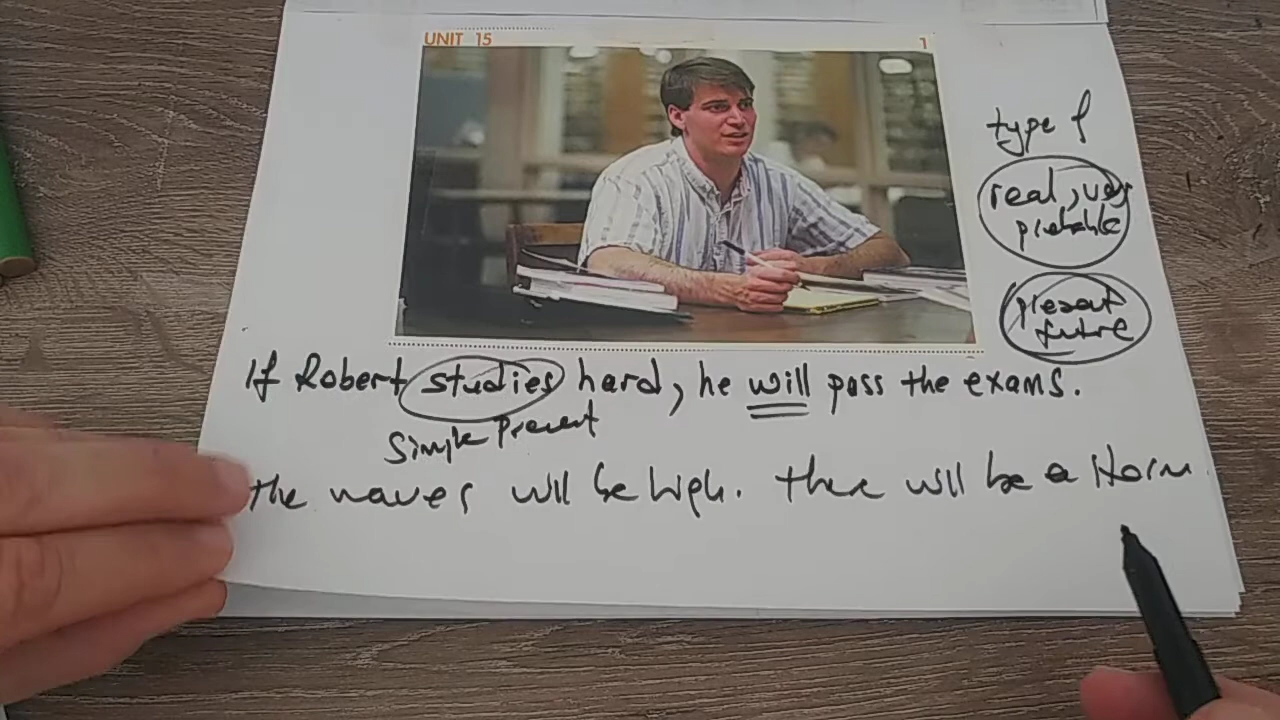 UNIT 15
1
type 1
real, very
probable
present
future
If Robert studies hard, he will pass the exams.
Simple Present
The waves will be high. There will be a storm